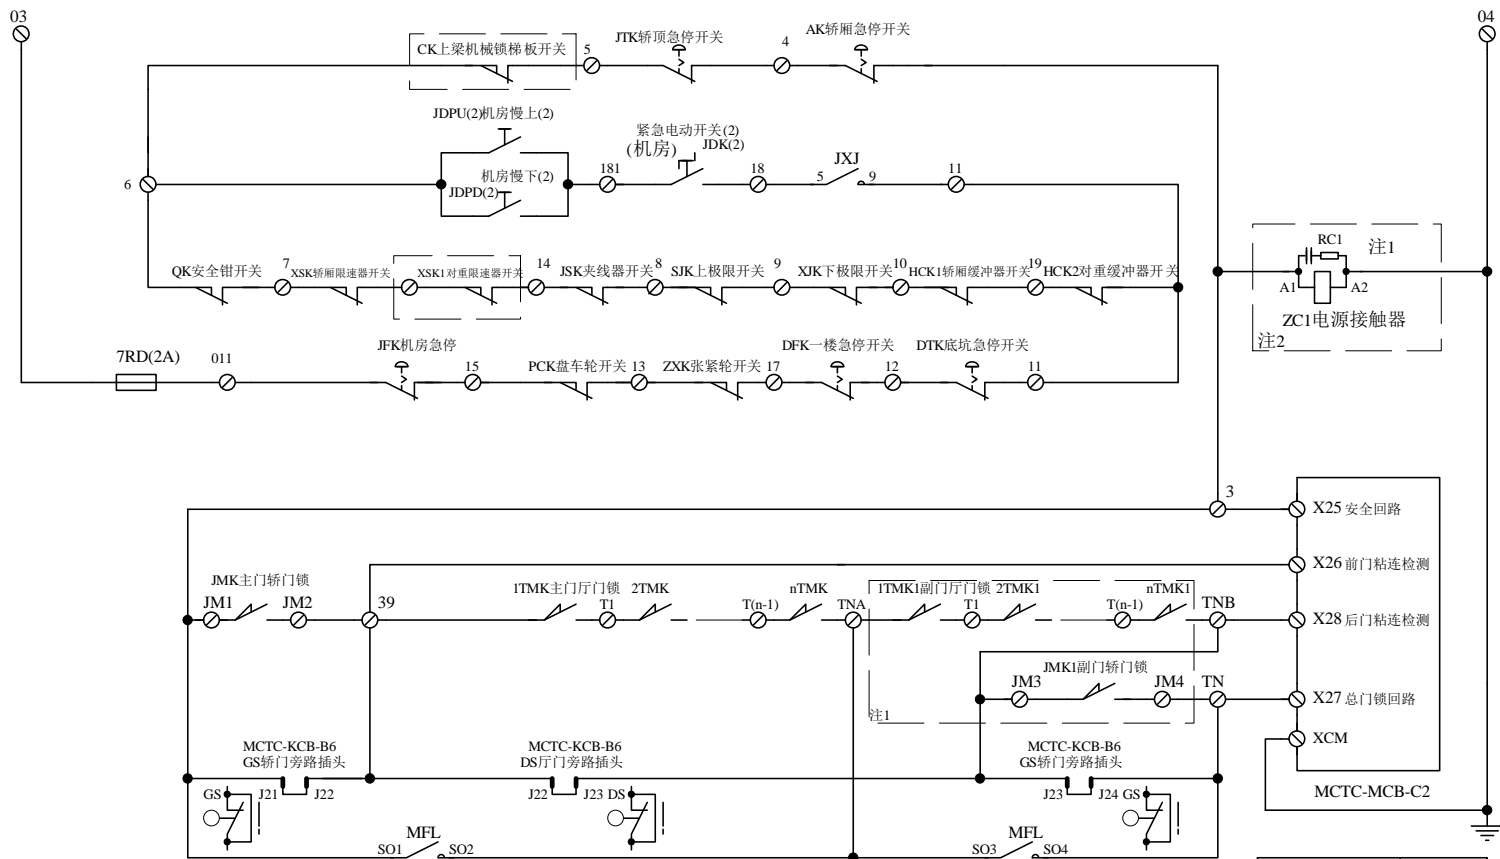 03
04
CK上梁机械锁梯板开关
5
JTK轿顶急停开关
4
AK轿厢急停开关
JDPU(2)机房慢上(2)
紧急电动开关(2)
(机房)
JDK(2)
6
机房慢下(2)
JDPD(2)
181
18
5
JXJ
9
11
QK安全钳开关
7
XSK轿厢限速器开关
XSK1对重限速器开关
14
JSK夹线器开关
8
SJK上极限开关
9
XJK下极限开关
10
HCK1轿厢缓冲器开关
19
HCK2对重缓冲器开关
RC1
注1
A1
A2
ZC1电源接触器
注2
7RD(2A)
011
JFK机房急停
15
PCK盘车轮开关
13
ZXK张紧轮开关
17
DFK一楼急停开关
12
DTK底坑急停开关
11
3
X25安全回路
X26前门粘连检测
JMK主门轿门锁
JM1
JM2
39
1TMK主门厅门锁
T1
2TMK
T(n-1)
nTMK
TNA
1TMK1副门厅门锁
T1
2TMK1
T(n-1)
nTMK1
TNB
X28后门粘连检测
JMK1副门轿门锁
JM3
JM4
TN
X27总门锁回路
注1
XCM
MCTC-MCB-C2
MCTC-KCB-B6
GS轿门旁路插头
MCTC-KCB-B6
DS厅门旁路插头
MCTC-KCB-B6
GS轿门旁路插头
GS
J21
J22
J22
J23
DS
J23
J24
GS
SO1
MFL
SO2
SO3
MFL
SO4